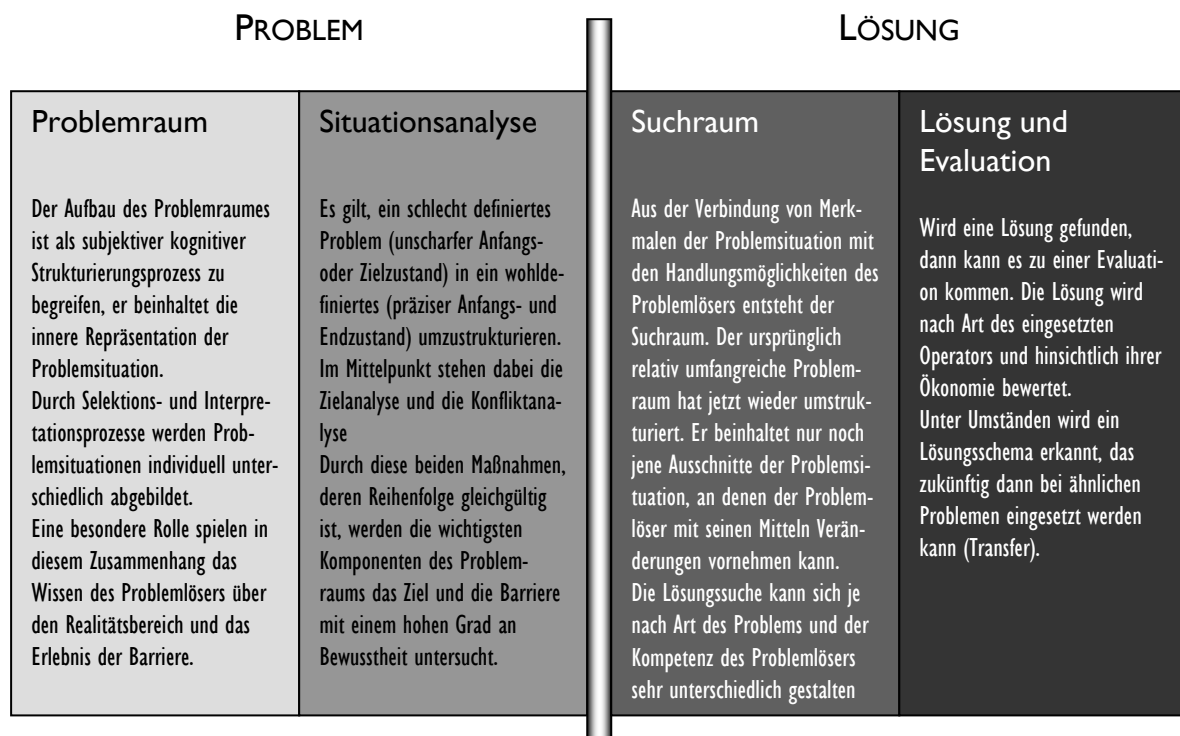 PROBLEM
LÖSUNG
Problemraum
Der Aufbau des Problemraumes
ist als subjektiver kognitiver
Strukturierungsprozess zu
begreifen, er beinhaltet die
innere Repräsentation der
Problemsituation.
Durch Selektions- und Interpre-
tationsprozesse werden Prob-
lemsituationen individuell unter-
schiedlich abgebildet.
Eine besondere Rolle spielen in
diesem Zusammenhang das
Wissen des Problemlösers über
den Realitätsbereich und das
Erlebnis der Barriere.
Situationsanalyse
Es gilt, ein schlecht definiertes
Problem (unscharfer Anfangs-
oder Zielzustand) in ein wohlde-
finiertes (präziser Anfangs- und
Endzustand) umzustrukturieren.
Im Mittelpunkt stehen dabei die
Zielanalyse und die Konfliktana-
lyse
Durch diese beiden Maßnahmen,
deren Reihenfolge gleichgültig
ist, werden die wichtigsten
Komponenten des Problem-
raums das Ziel und die Barriere
mit einem hohen Grad an
Bewusstheit untersucht.
Suchraum
Aus der Verbindung von Merk-
malen der Problemsituation mit
den Handlungsmöglichkeiten des
Problemlösers entsteht der
Suchraum. Der ursprünglich
relativ umfangreiche Problem-
raum hat jetzt wieder umstruk-
turiert. Er beinhaltet nur noch
jene Ausschnitte der Problemsi-
tuation, an denen der Problem-
löser mit seinen Mitteln Verän-
derungen vornehmen kann.
Die Lösungssuche kann sich je
nach Art des Problems und der
Kompetenz des Problemlösers
sehr unterschiedlich gestalten
Lösung und
Evaluation
Wird eine Lösung gefunden,
dann kann es zu einer Evaluati-
on kommen. Die Lösung wird
nach Art des eingesetzten
Operators und hinsichtlich ihrer
Ökonomie bewertet.
Unter Umständen wird ein
Lösungsschema erkannt, das
zukünftig dann bei ähnlichen
Problemen eingesetzt werden
kann (Transfer).